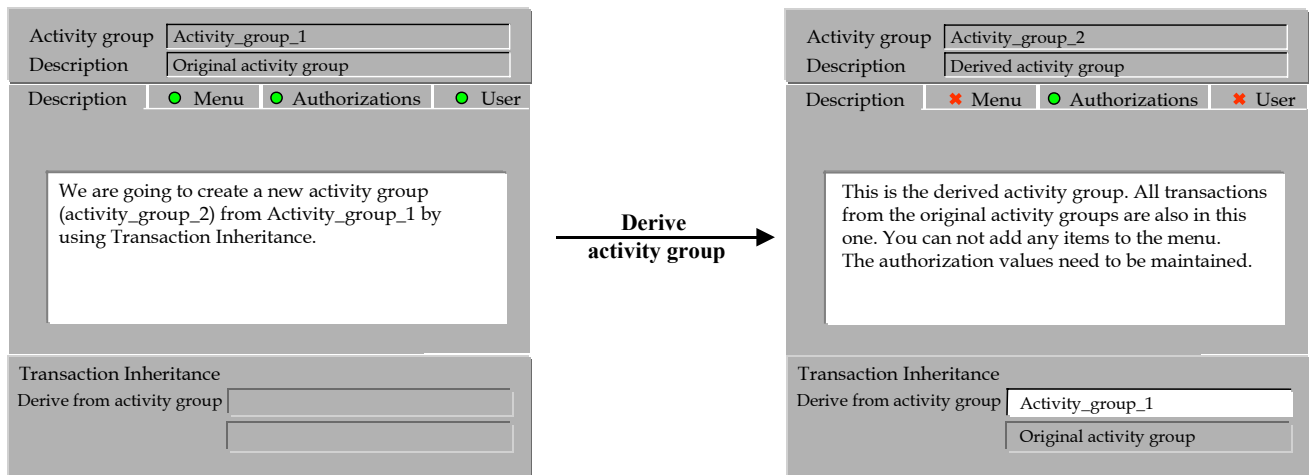 Activity group Activity_group_1
Description Original activity group
Description Menu Authorizations User
We are going to create a new activity group
(activity_group_2) from Activity_group_1 by
using Transaction Inheritance.
Transaction Inheritance
Derive from activity group
Derive
activity group
Activity group Activity_group_2
Description Derived activity group
Description Menu Authorizations User
This is the derived activity group. All transactions
from the original activity groups are also in this
one. You can not add any items to the menu.
The authorization values need to be maintained.
Transaction Inheritance
Derive from activity group Activity_group_1
Original activity group